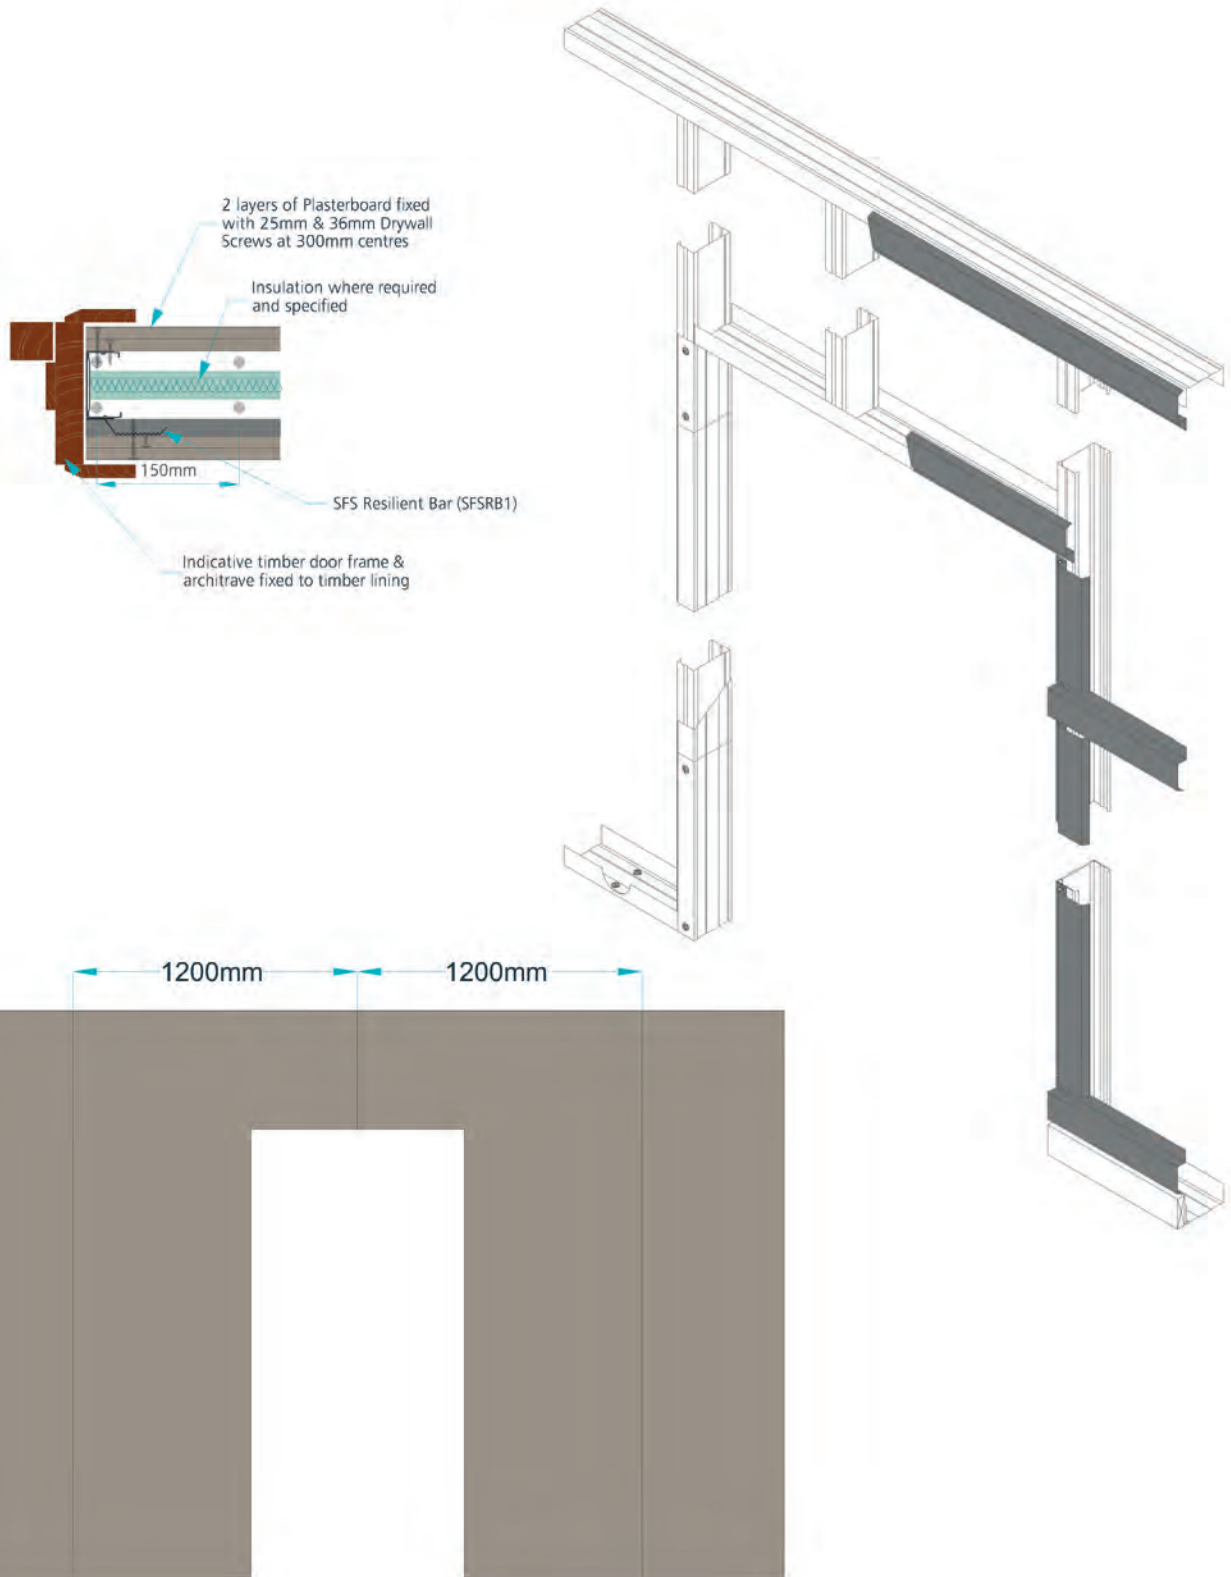 2 layers of Plasterboard fixed
with 25mm & 36mm Drywall
Screws at 300mm centres
Insulation where required
and specified
150mm
SFS Resilient Bar (SFSRB1)
Indicative timber door frame &
architrave fixed to timber lining
1200mm
1200mm